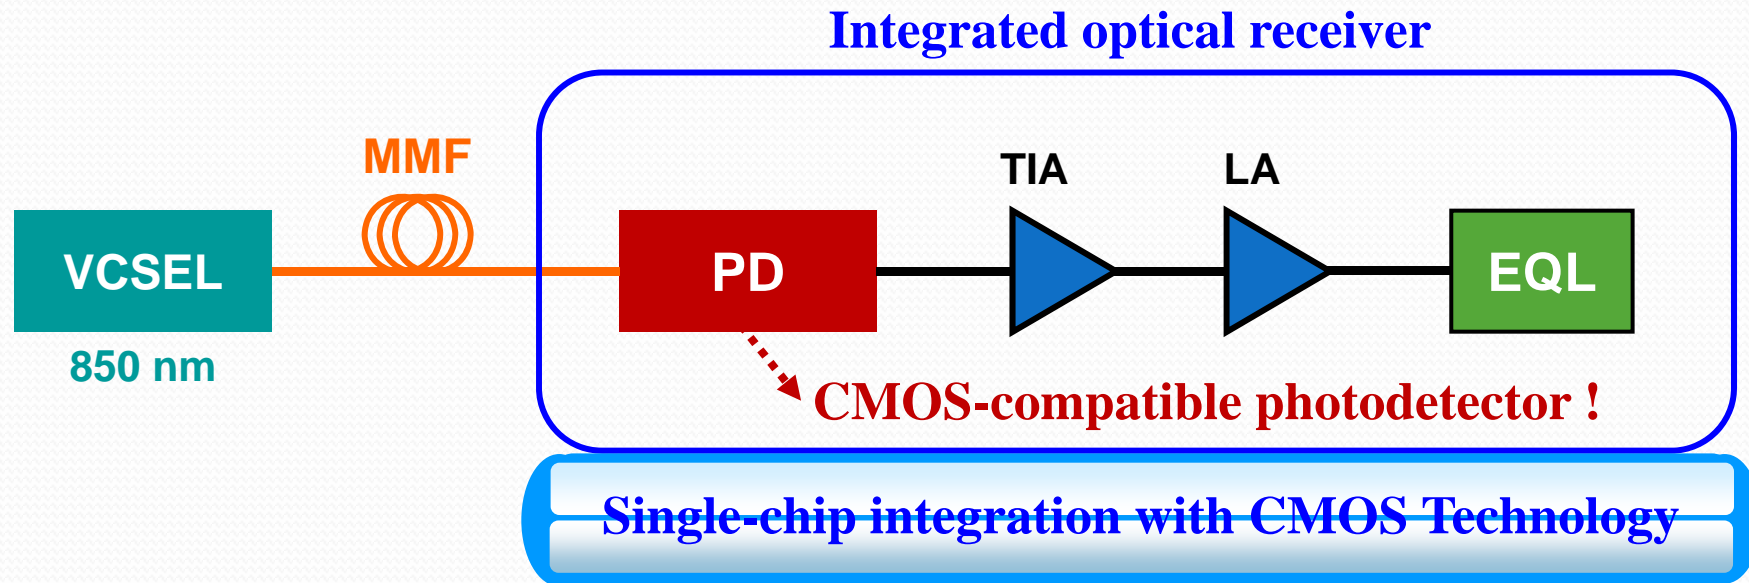 Integrated optical receiver
MMF
TIA
LA
VCSEL
PD
EQL
850 nm
CMOS-compatible photodetector !
Single-chip integration with CMOS Technology